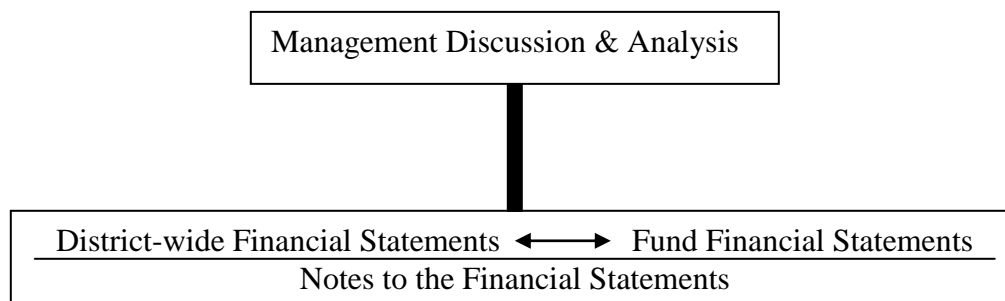 Management Discussion & Analysis
District-wide Financial Statements Fund Financial Statements
Notes to the Financial Statements